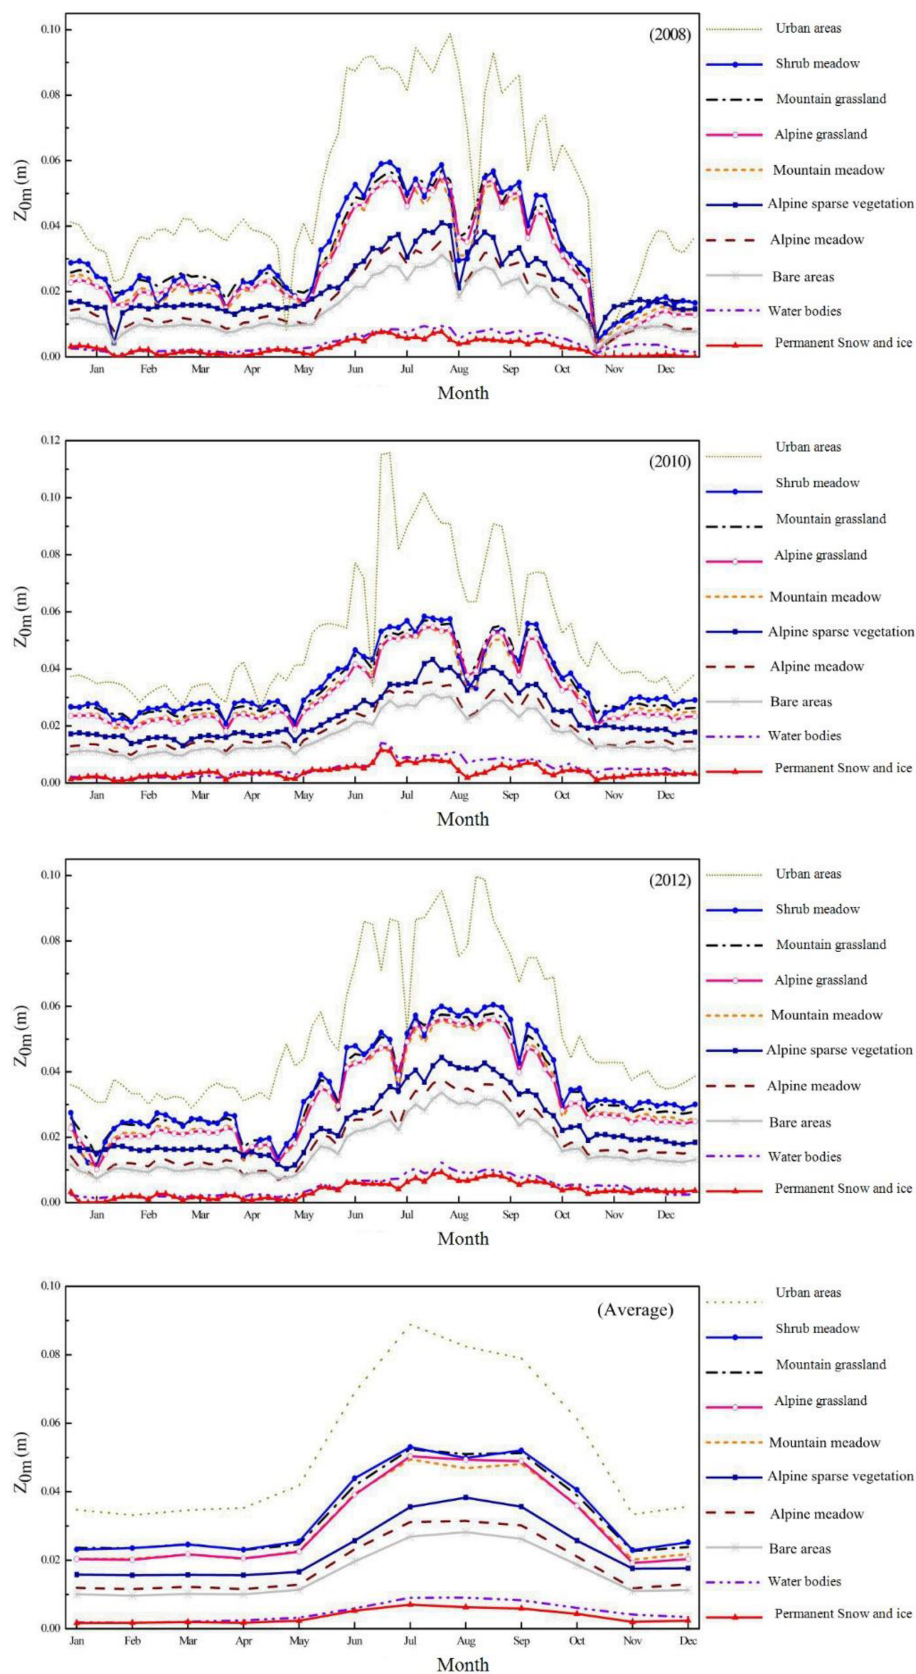 0.10
0.08
0.06
0.04
0.02
0.00
Z0m (m)
(2008)
Jan Feb Mar Apr May Jun Jul Aug Sep Oct Nov Dec
Month
Urban areas
Shrub meadow
Mountain grassland
Alpine grassland
Mountain meadow
Alpine sparse vegetation
Alpine meadow
Bare areas
Water bodies
Permanent Snow and ice
0.12
0.10
0.08
0.06
0.04
0.02
0.00
Z0m (m)
(2010)
Jan Feb Mar Apr May Jun Jul Aug Sep Oct Nov Dec
Month
Urban areas
Shrub meadow
Mountain grassland
Alpine grassland
Mountain meadow
Alpine sparse vegetation
Alpine meadow
Bare areas
Water bodies
Permanent Snow and ice
0.10
0.08
0.06
0.04
0.02
0.00
Z0m (m)
(2012)
Jan Feb Mar Apr May Jun Jul Aug Sep Oct Nov Dec
Month
Urban areas
Shrub meadow
Mountain grassland
Alpine grassland
Mountain meadow
Alpine sparse vegetation
Alpine meadow
Bare areas
Water bodies
Permanent Snow and ice
0.10
0.08
0.06
0.04
0.02
0.00
Z0m (m)
(Average)
Jan Feb Mar Apr May Jun Jul Aug Sep Oct Nov Dec
Month
Urban areas
Shrub meadow
Mountain grassland
Alpine grassland
Mountain meadow
Alpine sparse vegetation
Alpine meadow
Bare areas
Water bodies
Permanent Snow and ice